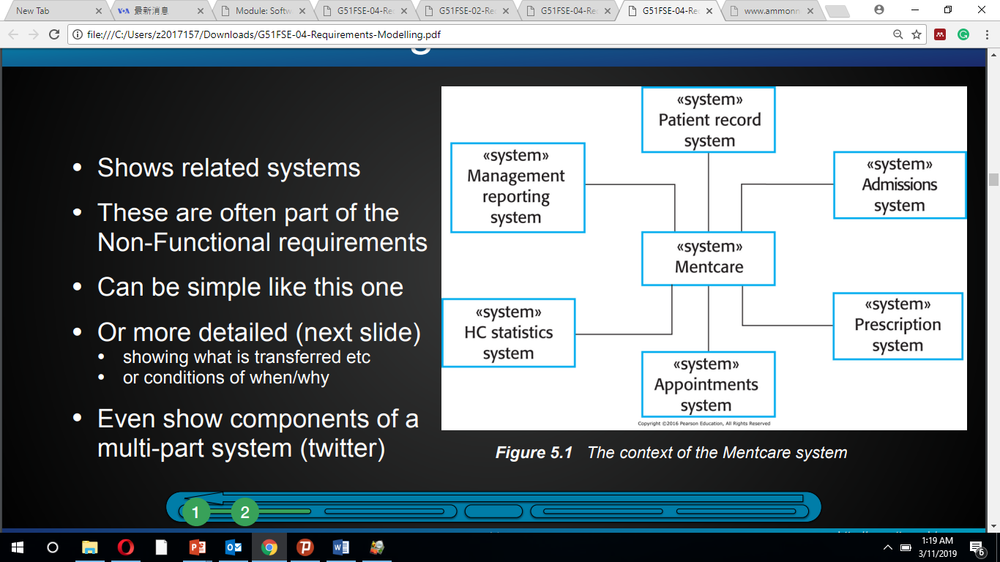 New Tab
VOA 最新消息
Module: Softw
G51FSE-04-Re
G51FSE-02-Re
G51FSE-04-Re
G51FSE-04-Re
www.ammonn
file:///C:/Users/z2017157/Downloads/G51FSE-04-Requirements-Modelling.pdf
• Shows related systems
• These are often part of the
Non-Functional requirements
• Can be simple like this one
• Or more detailed (next slide)
• showing what is transferred etc
• or conditions of when/why
• Even show components of a
multi-part system (twitter)
«system»
Patient record
system
«system»
Management
reporting
system
«system»
Admissions
system
«system»
Mentcare
«system»
HC statistics
system
«system»
Prescription
system
«system»
Appointments
system
Copyright ©2016 Pearson Education, All Rights Reserved
Figure 5.1 The context of the Mentcare system
1 2
1:19 AM
3/11/2019
6